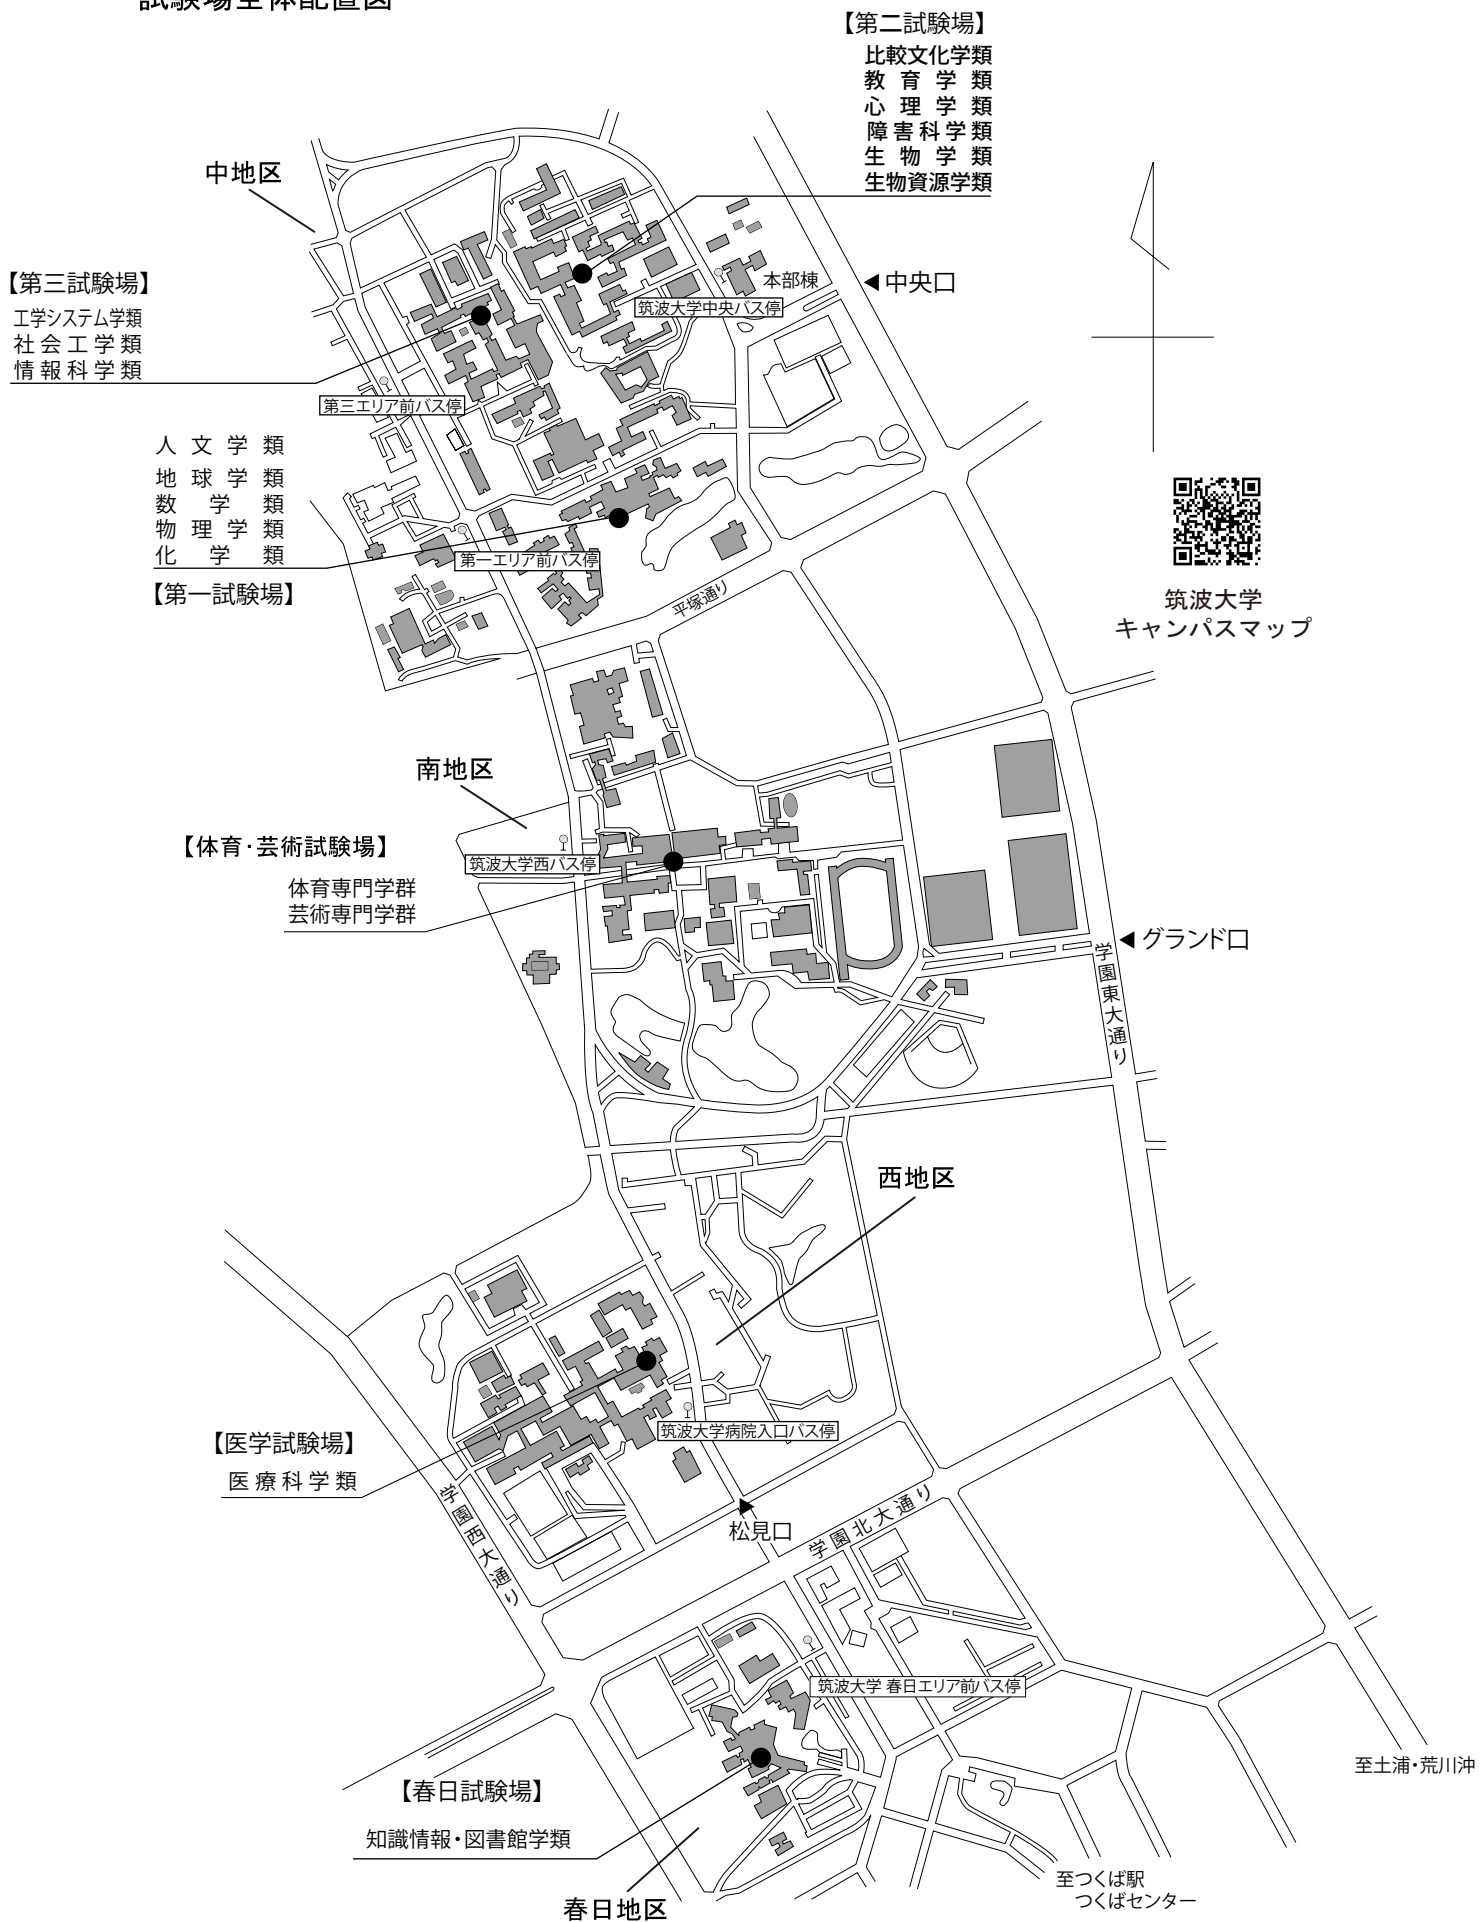 試験場全体配置図
【第二試験場】
比較文化学類
教育学類
心理学類
障害科学類
生物学類
生物資源学類
中地区
【第三試験場】
工学システム学類
社会工学類
情報科学類
本部棟
中央口
筑波大学中央バス停
第三エリア前バス停
人文学類
地球学類
数学類
物理学類
化学類
【第一試験場】
第一エリア前バス停
平塚通り
筑波大学
キャンパスマップ
南地区
【体育・芸術試験場】
体育専門学群
芸術専門学群
筑波大学西バス停
グランド口
学園東大通り
西地区
【医学試験場】
医療科学類
筑波大学病院入口バス停
学園西大通り
松見口
学園北大通り
筑波大学 春日エリア前バス停
【春日試験場】
知識情報・図書館学類
春日地区
至土浦・荒川沖
至つくば駅
つくばセンター